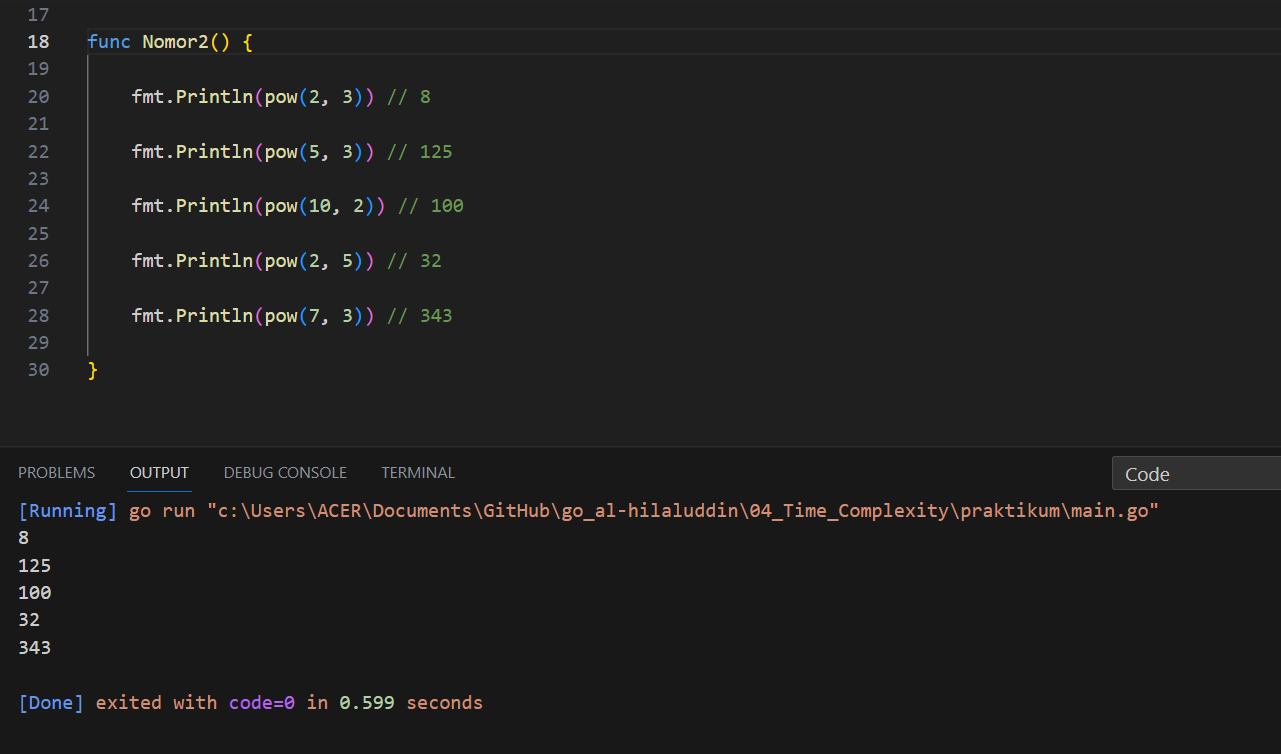 17
18 func Nomor2() {
19
20 fmt.Println(pow(2, 3)) // 8
21
22 fmt.Println(pow(5, 3)) // 125
23
24 fmt.Println(pow(10, 2)) // 100
25
26 fmt.Println(pow(2, 5)) // 32
27
28 fmt.Println(pow(7, 3)) // 343
29
30 }
PROBLEMS OUTPUT DEBUG CONSOLE TERMINAL Code
[Running] go run "c:\Users\ACER\Documents\GitHub\go_al-hilaluddin\04_Time_Complexity\praktikum\main.go"
8
125
100
32
343
[Done] exited with code=0 in 0.599 seconds